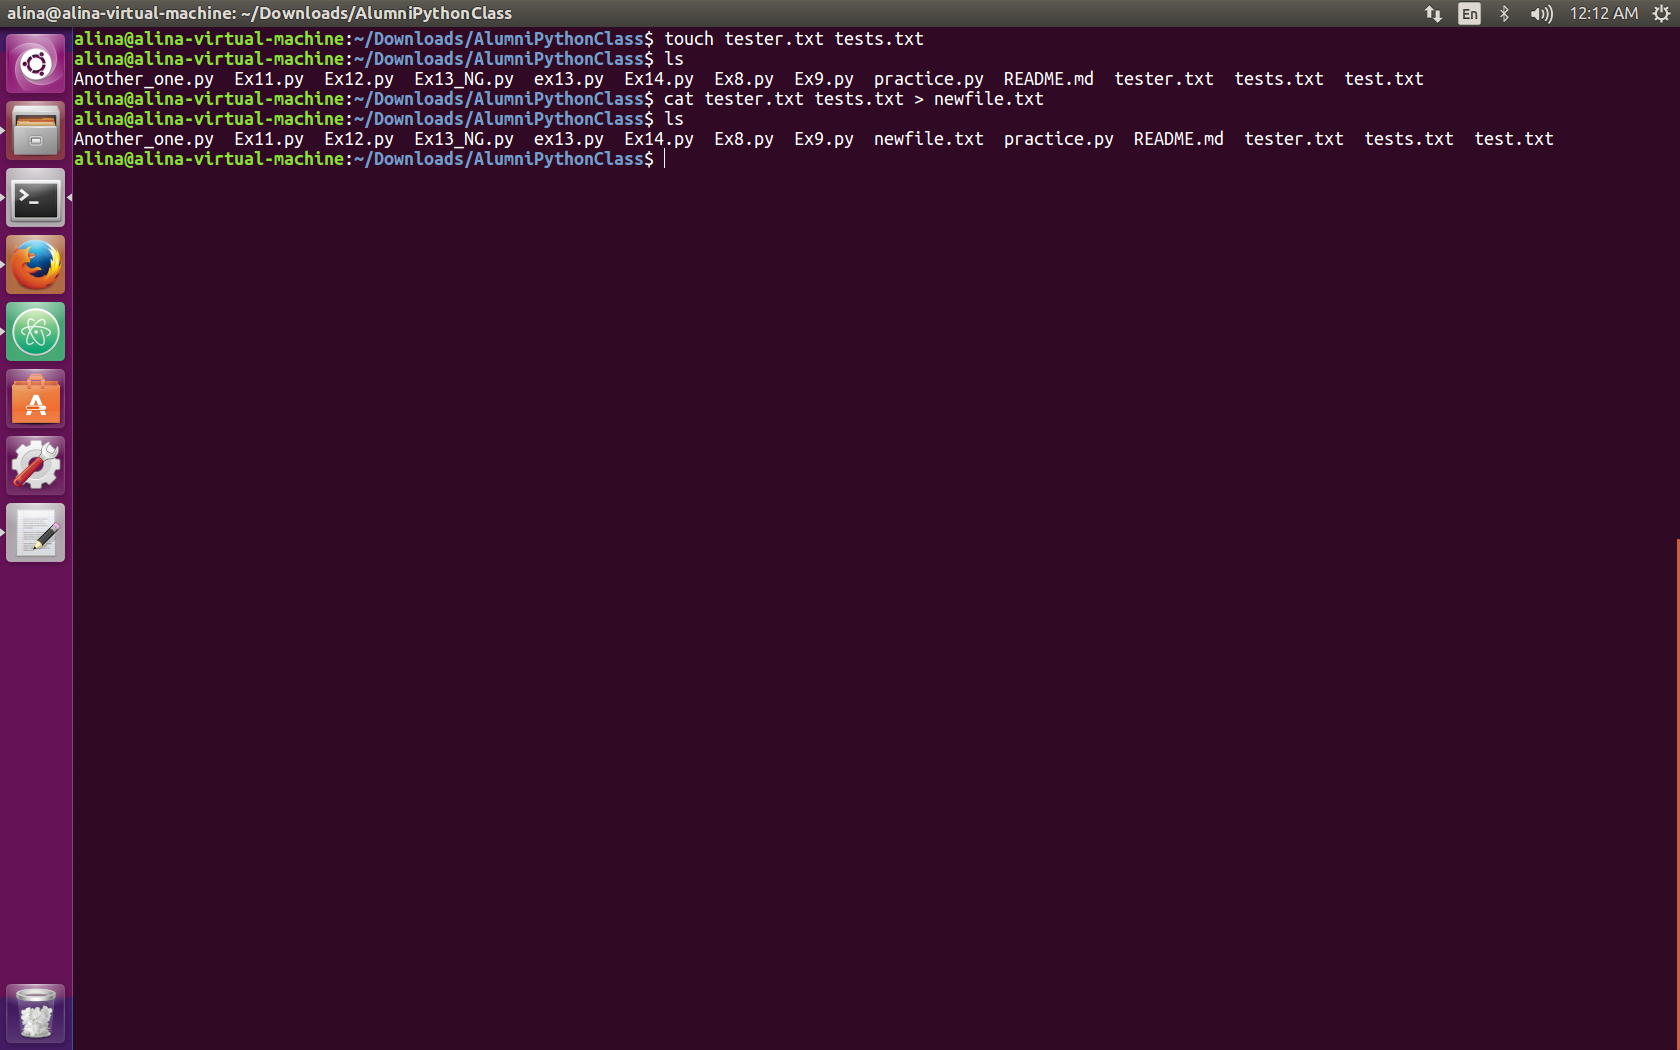 alina@alina-virtual-machine: ~/Downloads/AlumniPythonClass En 12:12 AM
alina@alina-virtual-machine:~/Downloads/AlumniPythonClass$ touch tester.txt tests.txt
alina@alina-virtual-machine:~/Downloads/AlumniPythonClass$ ls
Another_one.py Ex11.py Ex12.py Ex13_NG.py ex13.py Ex14.py Ex8.py Ex9.py practice.py README.md tester.txt tests.txt test.txt
alina@alina-virtual-machine:~/Downloads/AlumniPythonClass$ cat tester.txt tests.txt > newfile.txt
alina@alina-virtual-machine:~/Downloads/AlumniPythonClass$ ls
Another_one.py Ex11.py Ex12.py Ex13_NG.py ex13.py Ex14.py Ex8.py Ex9.py newfile.txt practice.py README.md tester.txt tests.txt test.txt
alina@alina-virtual-machine:~/Downloads/AlumniPythonClass$